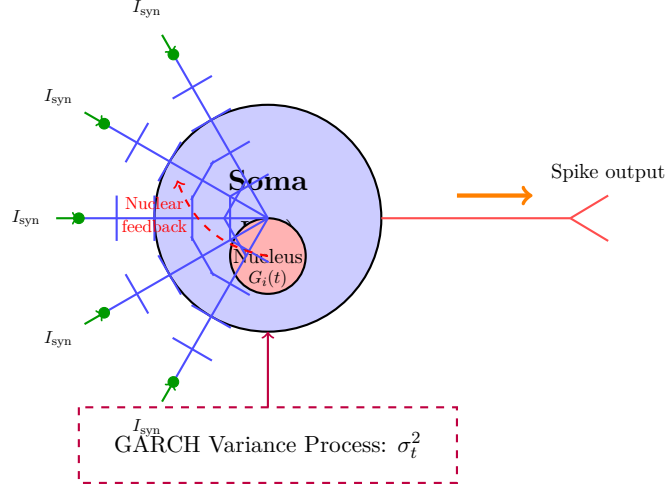 I_syn
Spike output
I_syn
Soma
Nuclear
feedback
I_syn
Nucleus
G_i(t)
I_syn
I_syn
GARCH Variance Process: σ_t^2